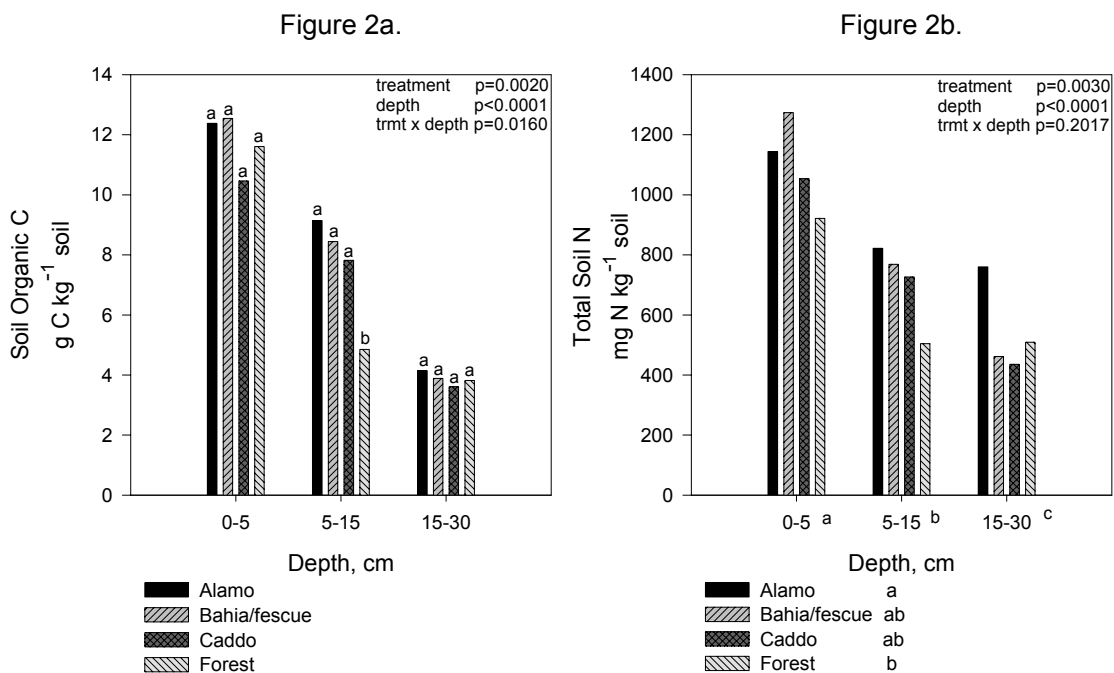 Figure 2a.
14
12
10
8
6
4
2
0
Soil Organic C
g C kg⁻¹ soil
treatment p=0.0020
depth p<0.0001
trmt x depth p=0.0160
a a a a
a a a b
a a a a
0-5 5-15 15-30
Depth, cm
Alamo
Bahia/fescue
Caddo
Forest
Figure 2b.
1400
1200
1000
800
600
400
200
0
Total Soil N
mg N kg⁻¹ soil
treatment p=0.0030
depth p<0.0001
trmt x depth p=0.2017
0-5 a 5-15 b 15-30 c
Depth, cm
Alamo a
Bahia/fescue ab
Caddo ab
Forest b